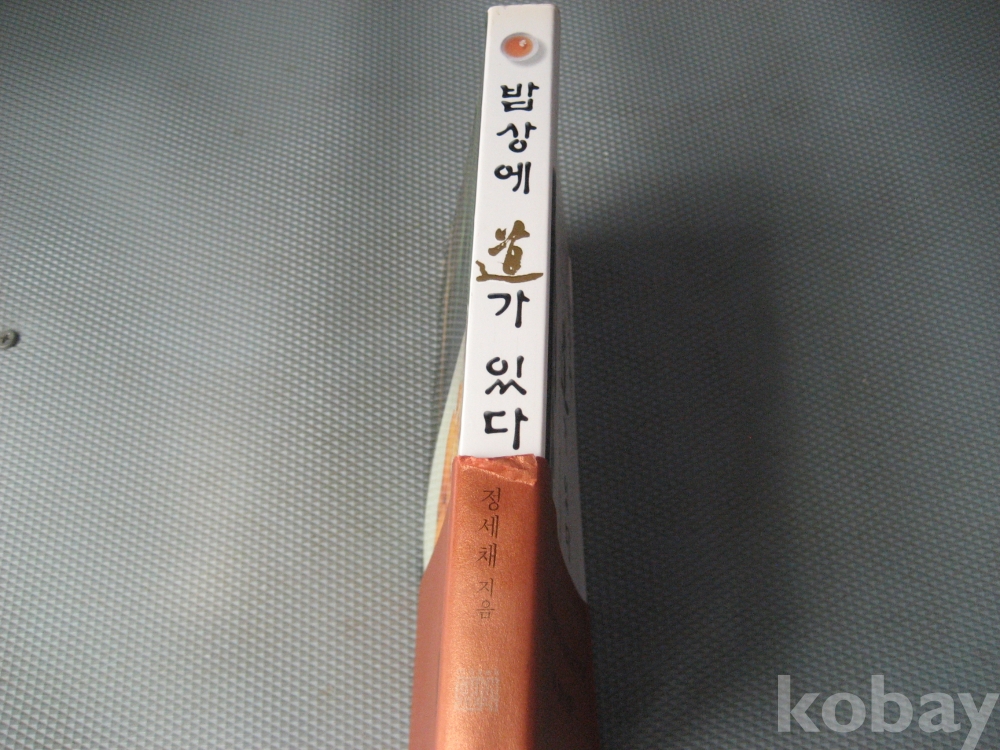 밥상에 道가 있다
정세채 지음
kobay